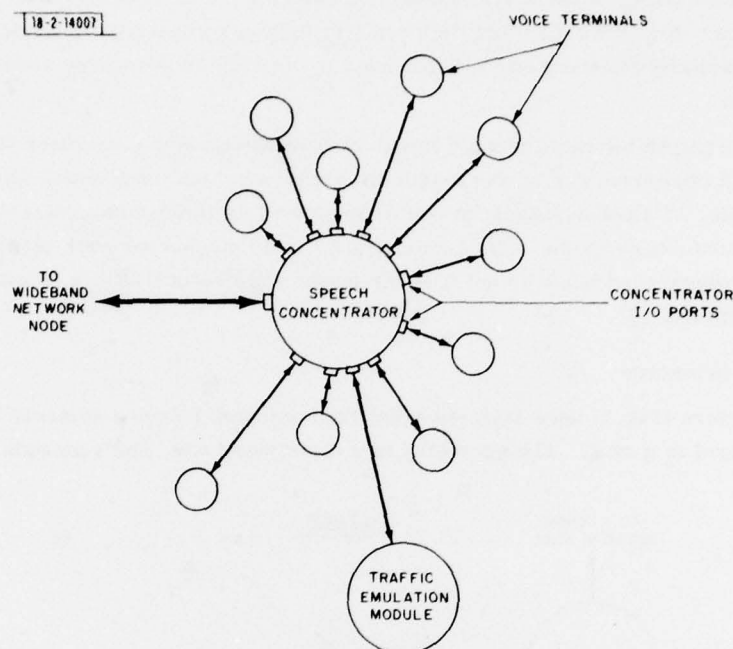 18-2-14007
VOICE TERMINALS
TO
WIDEBAND
NETWORK
NODE
SPEECH
CONCENTRATOR
CONCENTRATOR
I/O PORTS
TRAFFIC
EMULATION
MODULE